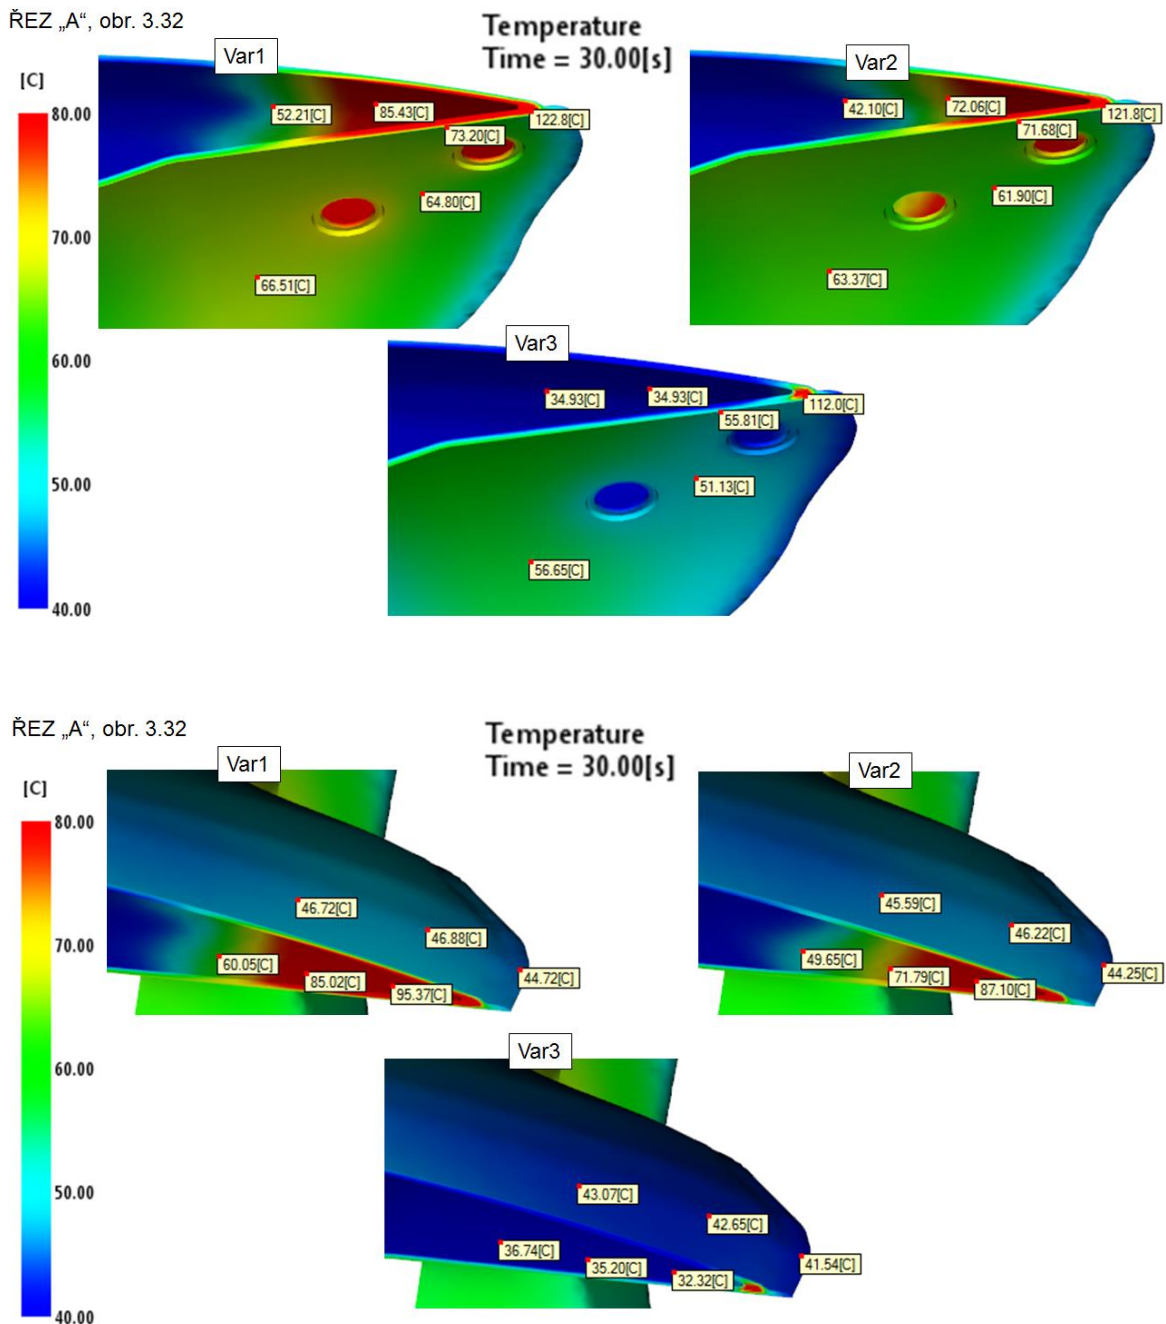 ŘEZ „A“, obr. 3.32
Temperature
Time = 30.00[s]
Var1
Var2
[C]
80.00
70.00
60.00
50.00
40.00
52.21[C]
85.43[C]
122.8[C]
73.20[C]
64.80[C]
66.51[C]
42.10[C]
72.06[C]
121.8[C]
71.68[C]
61.90[C]
63.37[C]
Var3
34.93[C]
34.93[C]
112.0[C]
55.81[C]
51.13[C]
56.65[C]
ŘEZ „A“, obr. 3.32
Temperature
Time = 30.00[s]
Var1
Var2
[C]
80.00
70.00
60.00
50.00
40.00
46.72[C]
46.88[C]
60.05[C]
85.02[C]
95.37[C]
44.72[C]
45.59[C]
46.22[C]
49.65[C]
71.79[C]
87.10[C]
44.25[C]
Var3
43.07[C]
42.65[C]
36.74[C]
35.20[C]
32.32[C]
41.54[C]